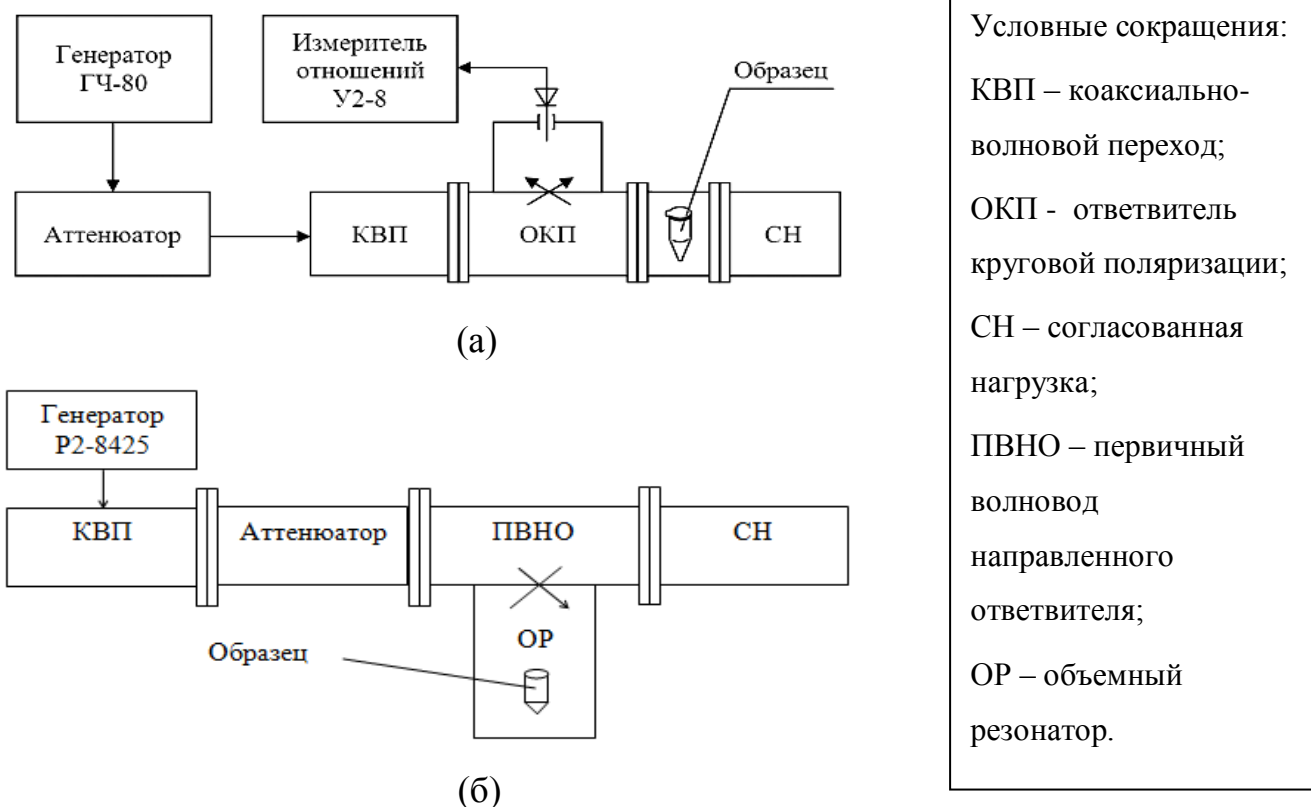 Генератор
ГЧ-80
Измеритель
отношений
У2-8
Образец
Аттенюатор
КВП
ОКП
СН
(а)
Генератор
Р2-8425
КВП
Аттенюатор
ПВНО
СН
ОР
Образец
(б)
Условные сокращения:
КВП – коаксиально-
волновой переход;
ОКП - ответвитель
круговой поляризации;
СН – согласованная
нагрузка;
ПВНО – первичный
волновод
направленного
ответвителя;
ОР – объемный
резонатор.